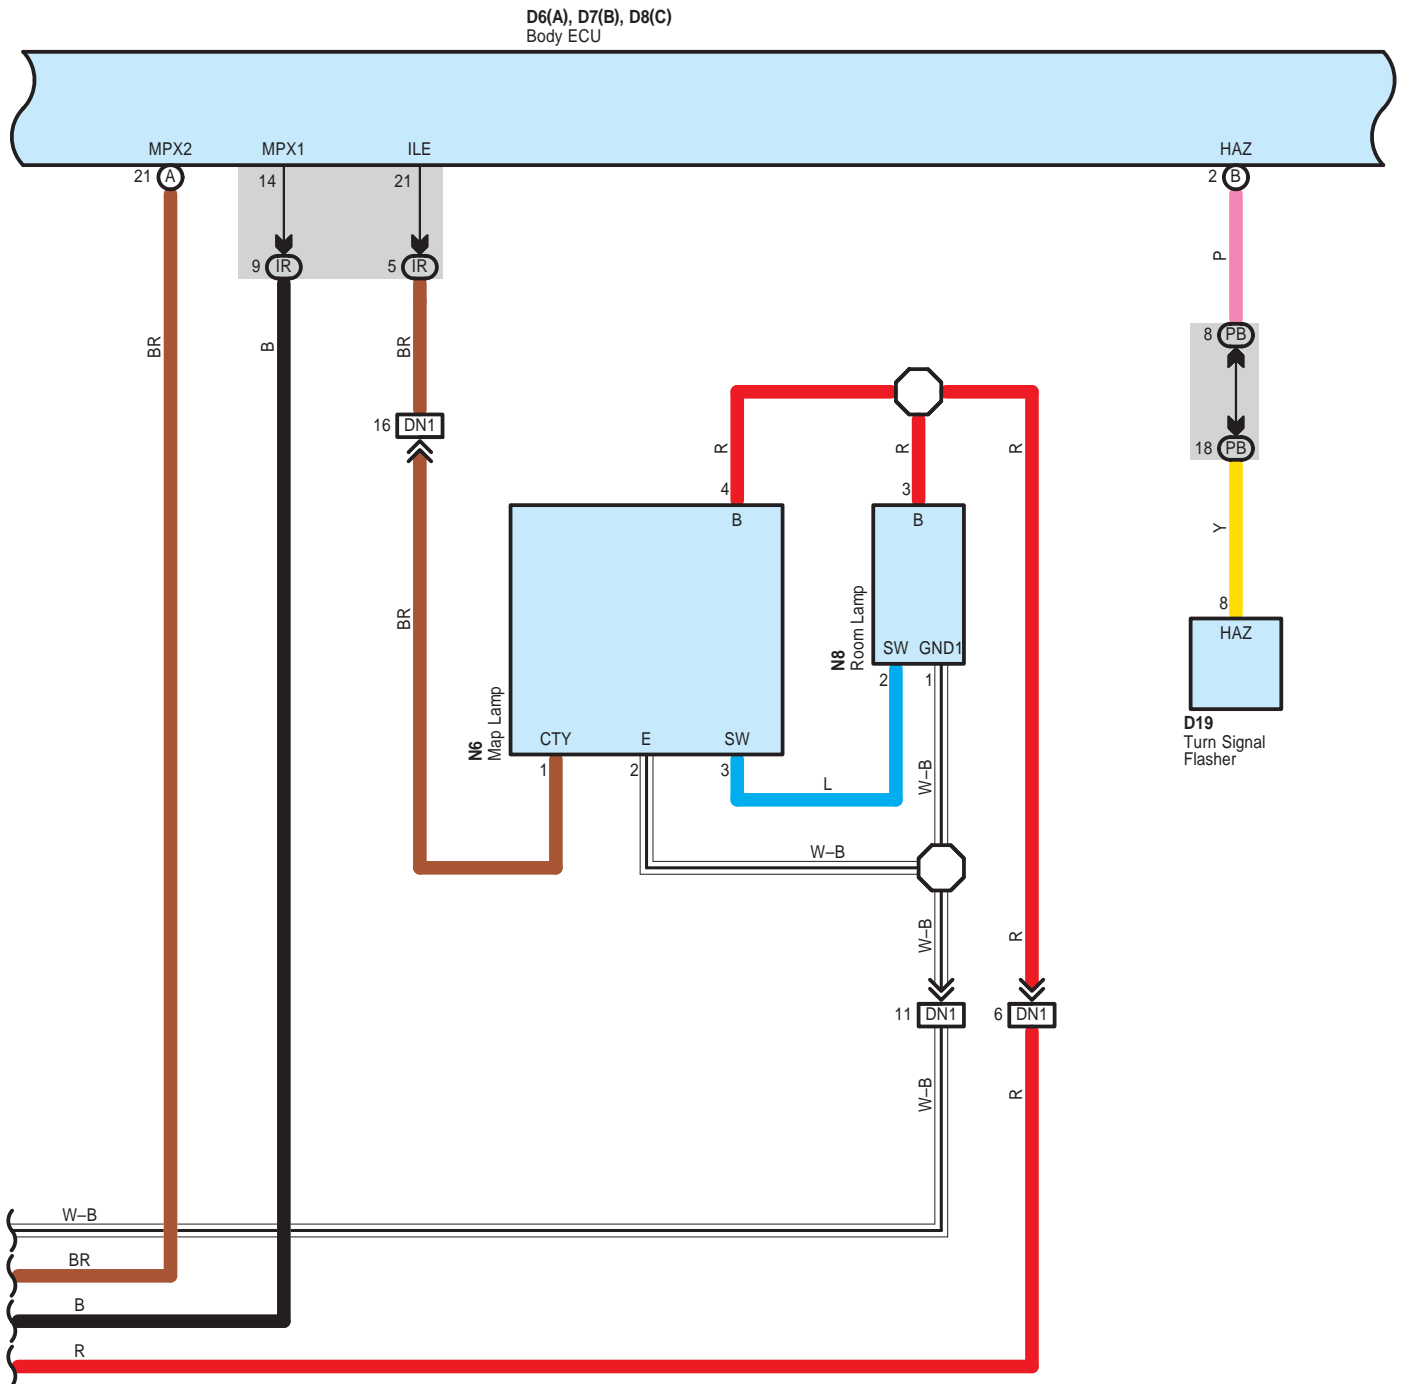 D6(A), D7(B), D8(C)
Body ECU
MPX2
MPX1
ILE
HAZ
21 A
14
21
2 B
9 IR
5 IR
P
8 PB
BR
B
BR
16 DN1
18 PB
R
R
R
4
3
B
B
Y
8
HAZ
BR
N8
Room Lamp
SW GND1
2
1
D19
Turn Signal
Flasher
N6
Map Lamp
CTY
E
SW
1
2
3
L
W–B
W–B
W–B
R
11 DN1
6 DN1
W–B
R
W–B
BR
B
R